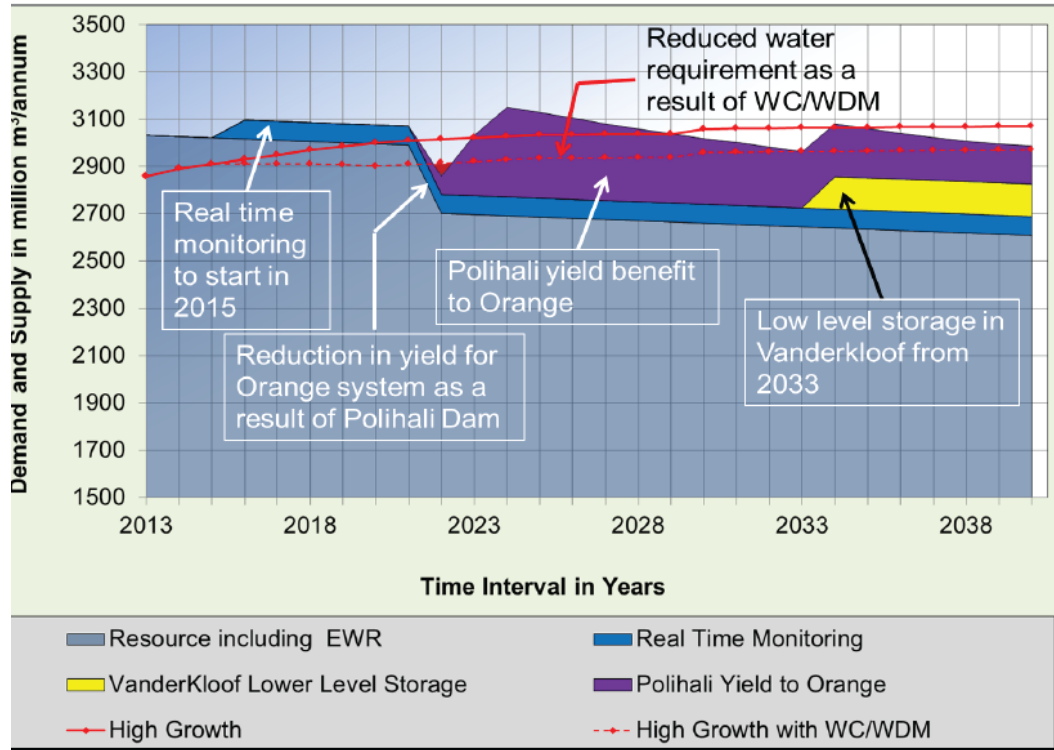 3500
3300
3100
2900
2700
2500
2300
2100
1900
1700
1500
Demand and Supply in million m³/annum
Reduced water
requirement as a
result of WC/WDM
Real time
monitoring
to start in
2015
Polihali yield benefit
to Orange
Low level storage in
Vanderkloof from
2033
Reduction in yield for
Orange system as a
result of Polihali Dam
2013
2018
2023
2028
2033
2038
Time Interval in Years
Resource including EWR
Real Time Monitoring
VanderKloof Lower Level Storage
Polihali Yield to Orange
High Growth
High Growth with WC/WDM